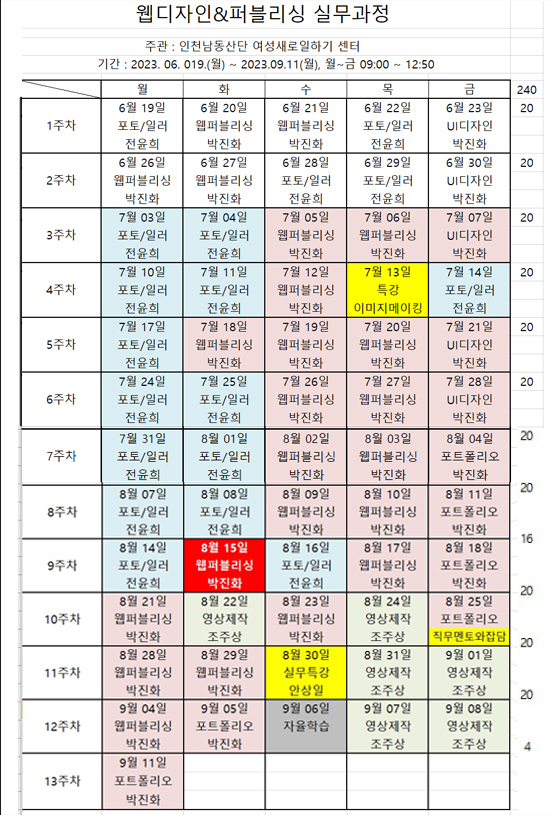 웹디자인&퍼블리싱 실무과정
주관 : 인천남동산단 여성새로일하기 센터
기간 : 2023. 06. 019.(월) ~ 2023.09.11(월), 월~금 09:00 ~ 12:50
월 화 수 목 금 240
6월 19일 6월 20일 6월 21일 6월 22일 6월 23일 20
1주차 포토/일러 웹퍼블리싱 웹퍼블리싱 포토/일러 UI디자인
전윤희 박진화 박진화 전윤희 박진화
6월 26일 6월 27일 6월 28일 6월 29일 6월 30일 20
2주차 웹퍼블리싱 웹퍼블리싱 포토/일러 포토/일러 UI디자인
박진화 박진화 전윤희 전윤희 박진화
7월 03일 7월 04일 7월 05일 7월 06일 7월 07일 20
3주차 포토/일러 포토/일러 웹퍼블리싱 웹퍼블리싱 UI디자인
전윤희 전윤희 박진화 박진화 박진화
7월 10일 7월 11일 7월 12일 7월 13일 7월 14일 20
4주차 포토/일러 포토/일러 웹퍼블리싱 특강 포토/일러
전윤희 전윤희 박진화 이미지메이킹 전윤희
7월 17일 7월 18일 7월 19일 7월 20일 7월 21일 20
5주차 포토/일러 웹퍼블리싱 웹퍼블리싱 웹퍼블리싱 UI디자인
전윤희 박진화 박진화 박진화 박진화
7월 24일 7월 25일 7월 26일 7월 27일 7월 28일 20
6주차 포토/일러 포토/일러 웹퍼블리싱 웹퍼블리싱 UI디자인
전윤희 전윤희 박진화 박진화 박진화
7월 31일 8월 01일 8월 02일 8월 03일 8월 04일 20
7주차 포토/일러 포토/일러 웹퍼블리싱 웹퍼블리싱 포트폴리오
전윤희 전윤희 박진화 박진화 박진화
8월 07일 8월 08일 8월 09일 8월 10일 8월 11일 20
8주차 포토/일러 포토/일러 웹퍼블리싱 웹퍼블리싱 포트폴리오
전윤희 전윤희 박진화 박진화 박진화
8월 14일 8월 15일 8월 16일 8월 17일 8월 18일 16
9주차 포토/일러 웹퍼블리싱 포토/일러 웹퍼블리싱 포트폴리오
전윤희 박진화 전윤희 박진화 박진화
8월 21일 8월 22일 8월 23일 8월 24일 8월 25일 20
10주차 웹퍼블리싱 영상제작 웹퍼블리싱 영상제작 포트폴리오
박진화 조주상 박진화 조주상 직무멘토와잡담
8월 28일 8월 29일 8월 30일 8월 31일 9월 01일 20
11주차 웹퍼블리싱 웹퍼블리싱 실무특강 영상제작 영상제작
박진화 박진화 안상일 조주상 조주상
9월 04일 9월 05일 9월 06일 9월 07일 9월 08일 20
12주차 웹퍼블리싱 포트폴리오 자율학습 영상제작 영상제작
박진화 박진화 조주상 조주상 4
9월 11일
13주차 포트폴리오
박진화